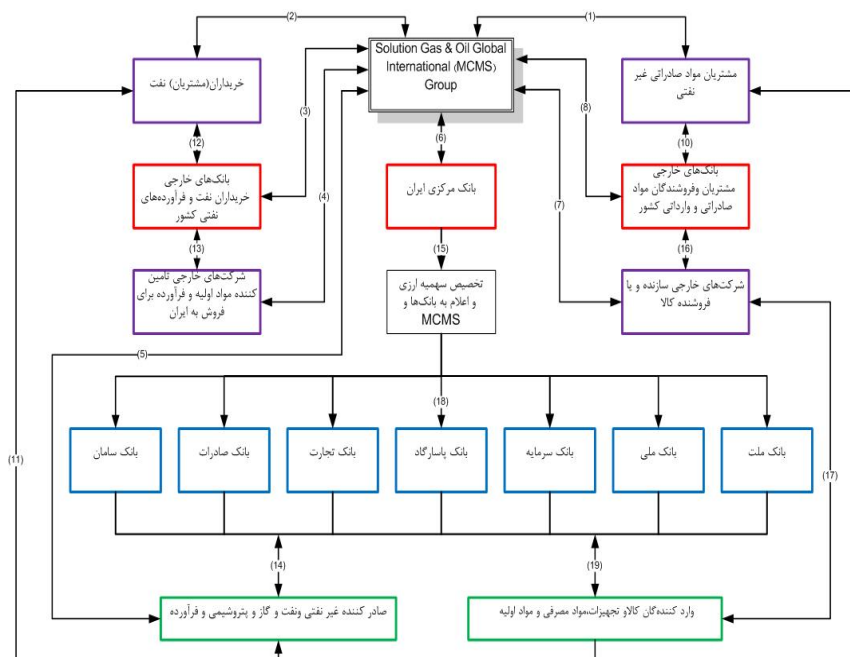 (2)
(1)
Solution Gas & Oil Global
International (MCMS)
Group
خریداران(مشتریان) نفت
مشتریان مواد صادراتی غیر
نفتی
(3)
(8)
(12)
(6)
(10)
بانک‌های خارجی
خریداران نفت و فرآورده‌های
نفتی کشور
(4)
بانک مرکزی ایران
(7)
بانک‌های خارجی
مشتریان وفروشندگان مواد
صادراتی و وارداتی کشور
(13)
(15)
(16)
شرکت‌های خارجی تامین
کننده مواد اولیه و فرآورده برای
فروش به ایران
تخصیص سهمیه ارزی
و اعلام به بانک‌ها و
MCMS
شرکت‌های خارجی سازنده و یا
فروشنده کالا
(5)
(18)
(11)
(17)
بانک سامان
بانک صادرات
بانک تجارت
بانک پاسارگاد
بانک سرمایه
بانک ملی
بانک ملت
(14)
(19)
صادر کننده غیر نفتی ونفت و گاز و پتروشیمی و فرآورده
وارد کننده‌گان کالاو تجهیزات،مواد مصرفی و مواد اولیه